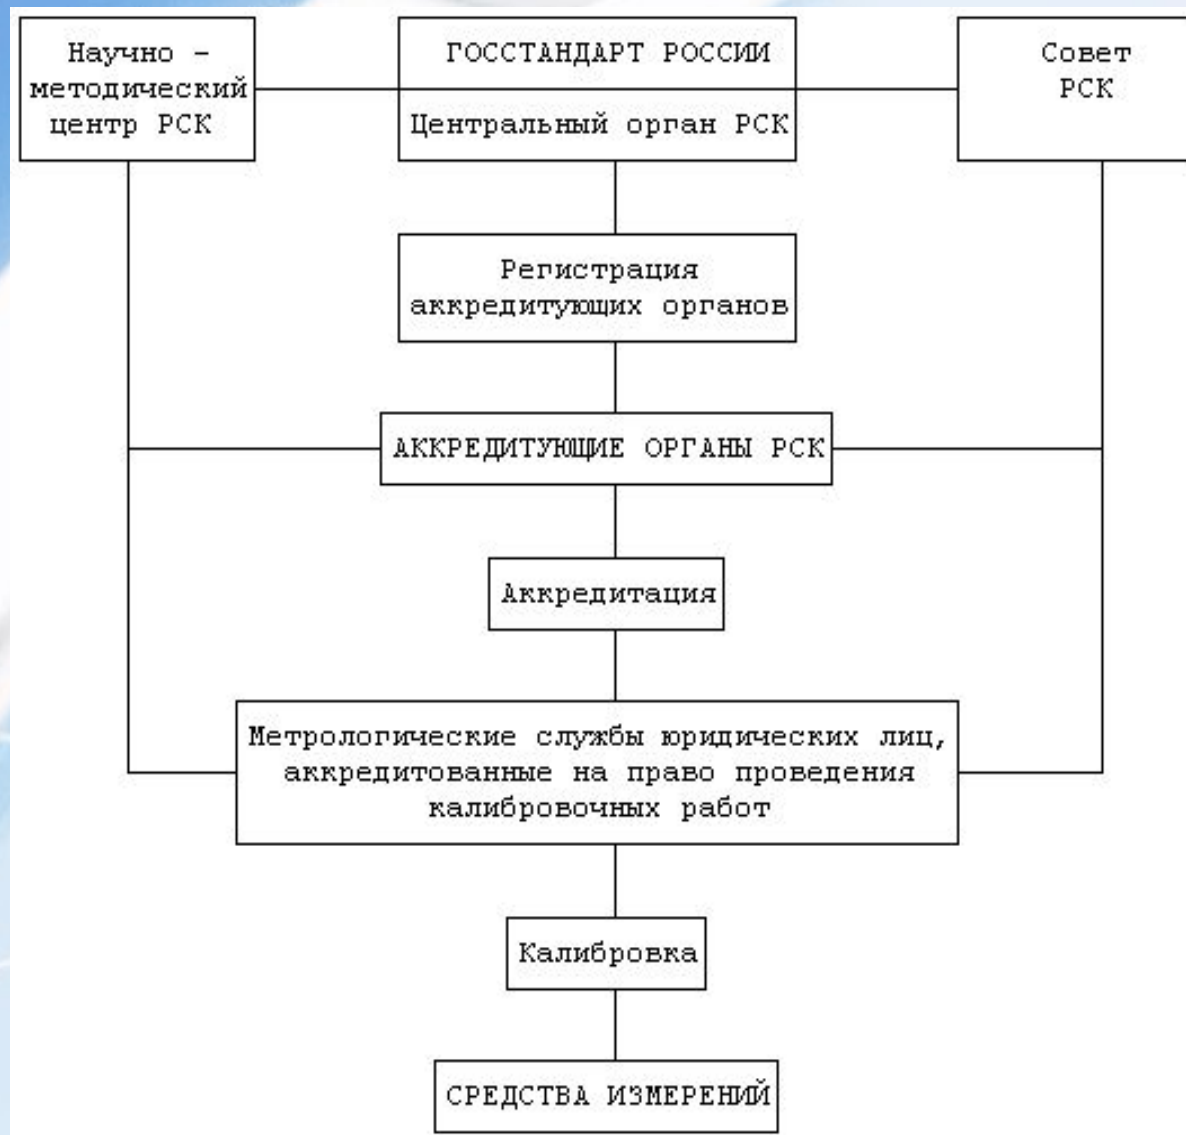 Научно -
методический
центр РСК
ГОССТАНДАРТ РОССИИ
Центральный орган РСК
Совет
РСК
Регистрация
аккредитующих органов
АККРЕДИТУЮЩИЕ ОРГАНЫ РСК
Аккредитация
Метрологические службы юридических лиц,
аккредитованные на право проведения
калибровочных работ
Калибровка
СРЕДСТВА ИЗМЕРЕНИЙ